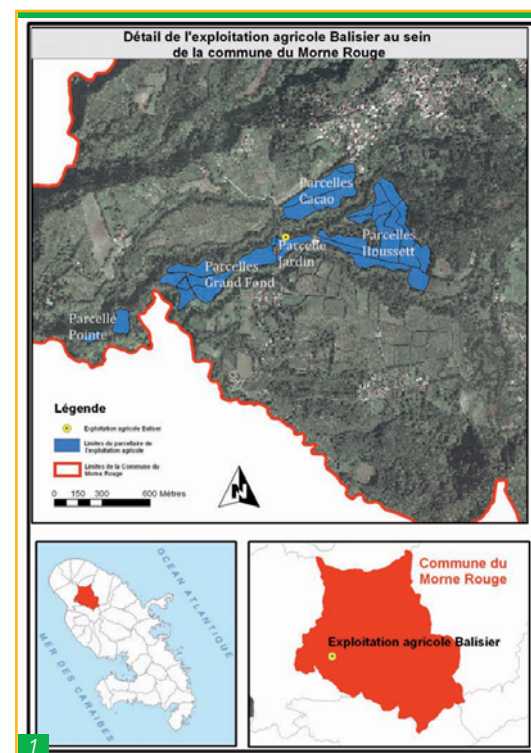 Détail de l'exploitation agricole Balisier au sein
de la commune du Morne Rouge
Parcelles
Cacao
Parcelles
Houssett
Parcelle
Jardin
Parcelles
Grand Fond
Parcelle
Pointe
Légende
Exploitation agricole Balisier
Limites du parcellaire de
l'exploitation agricole
Limites de la Commune du
Morne Rouge
0 150 300 600 Mètres
N
OCEAN ATLANTIQUE
MER DES CARAIBES
Commune du
Morne Rouge
Exploitation agricole Balisier
1